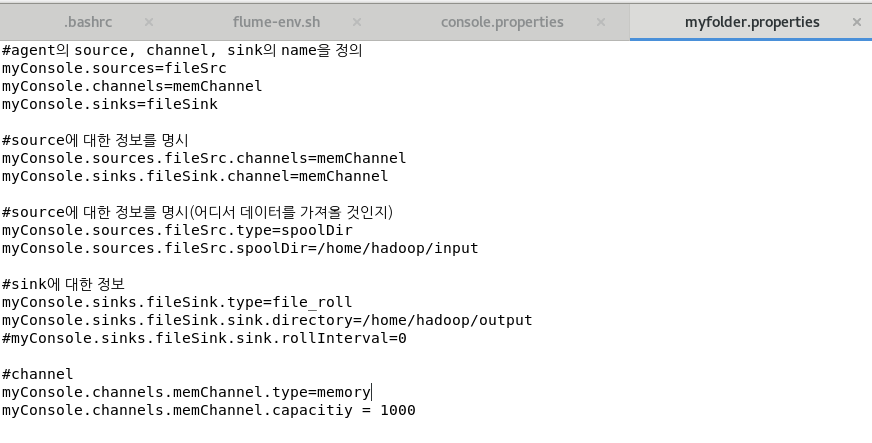 .bashrc × flume-env.sh × console.properties × myfolder.properties ×
#agent의 source, channel, sink의 name을 정의
myConsole.sources=fileSrc
myConsole.channels=memChannel
myConsole.sinks=fileSink
#source에 대한 정보를 명시
myConsole.sources.fileSrc.channels=memChannel
myConsole.sinks.fileSink.channel=memChannel
#source에 대한 정보를 명시(어디서 데이터를 가져올 것인지)
myConsole.sources.fileSrc.type=spoolDir
myConsole.sources.fileSrc.spoolDir=/home/hadoop/input
#sink에 대한 정보
myConsole.sinks.fileSink.type=file_roll
myConsole.sinks.fileSink.sink.directory=/home/hadoop/output
#myConsole.sinks.fileSink.sink.rollInterval=0
#channel
myConsole.channels.memChannel.type=memory
myConsole.channels.memChannel.capacitiy = 1000